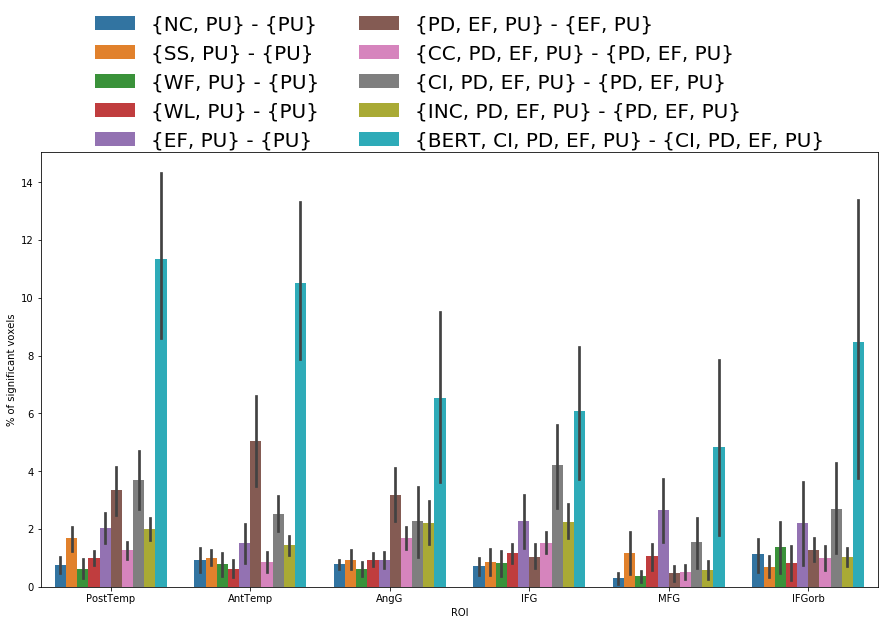 {NC, PU} - {PU}
{SS, PU} - {PU}
{WF, PU} - {PU}
{WL, PU} - {PU}
{EF, PU} - {PU}
{PD, EF, PU} - {EF, PU}
{CC, PD, EF, PU} - {PD, EF, PU}
{CI, PD, EF, PU} - {PD, EF, PU}
{INC, PD, EF, PU} - {PD, EF, PU}
{BERT, CI, PD, EF, PU} - {CI, PD, EF, PU}
% of significant voxels
14
12
10
8
6
4
2
0
PostTemp AntTemp AngG IFG MFG IFGorb
ROI